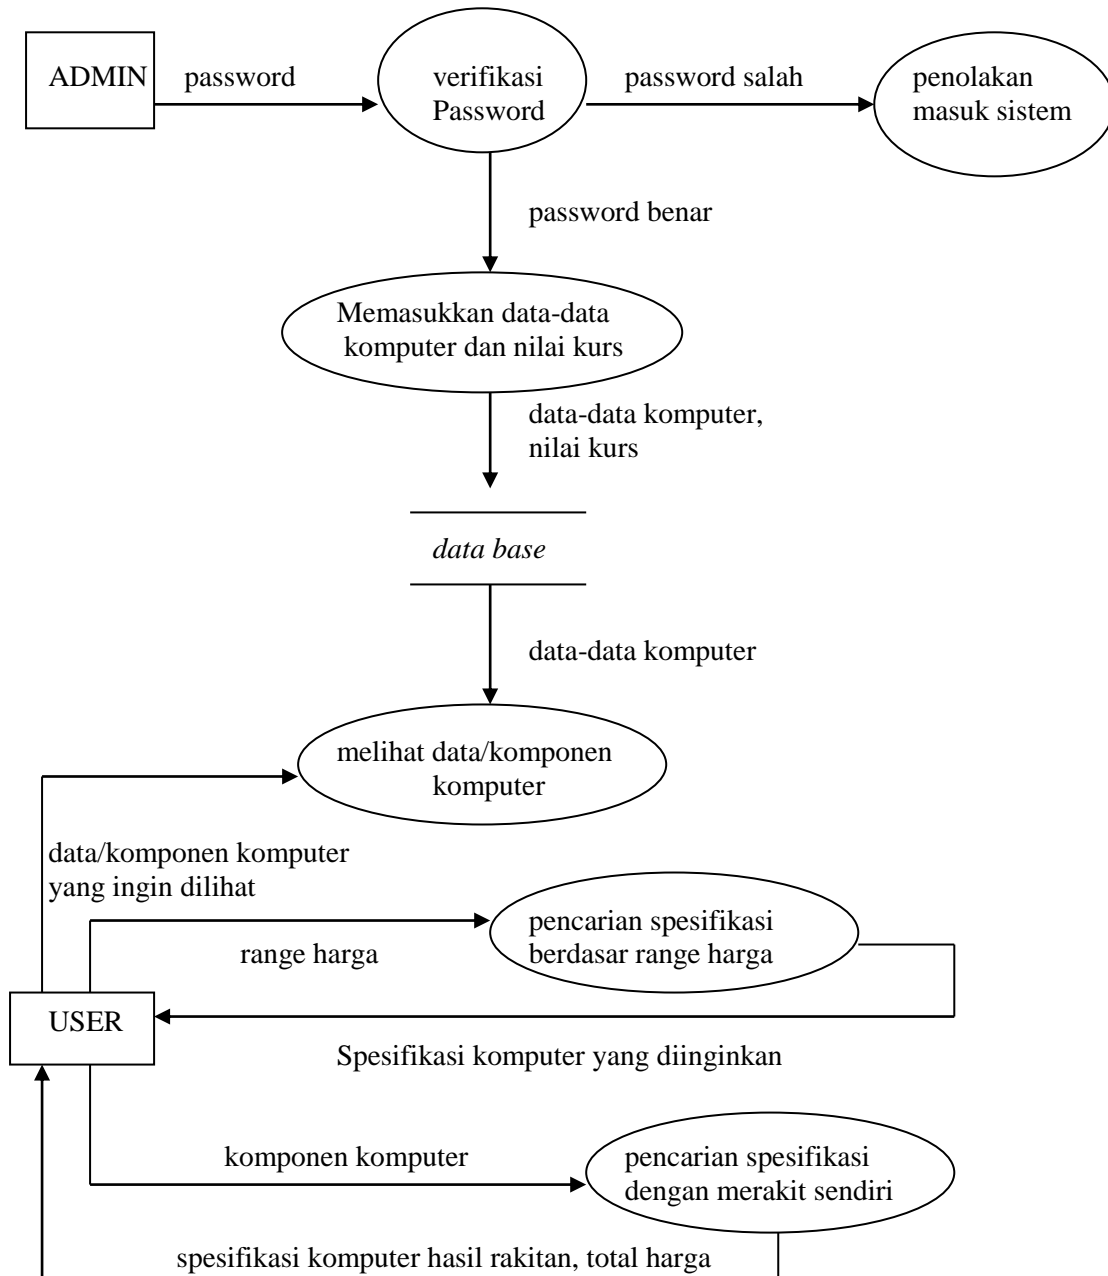 ADMIN
password
verifikasi
Password
password salah
penolakan
masuk sistem
password benar
Memasukkan data-data
komputer dan nilai kurs
data-data komputer,
nilai kurs
data base
data-data komputer
melihat data/komponen
komputer
data/komponen komputer
yang ingin dilihat
pencarian spesifikasi
berdasar range harga
range harga
USER
Spesifikasi komputer yang diinginkan
komponen komputer
pencarian spesifikasi
dengan merakit sendiri
spesifikasi komputer hasil rakitan, total harga